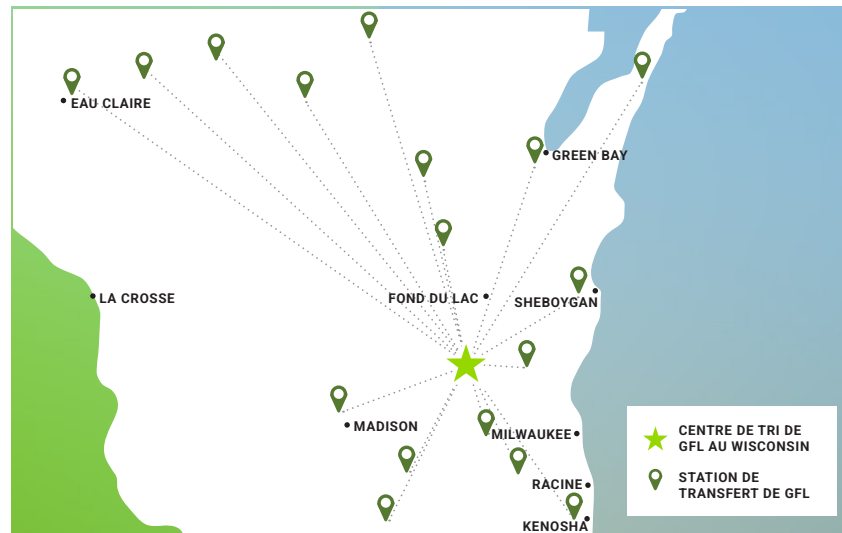 EAU CLAIRE
GREEN BAY
LA CROSSE
FOND DU LAC
SHEBOYGAN
MADISON
MILWAUKEE
RACINE
KENOSHA
CENTRE DE TRI DE
GFL AU WISCONSIN
STATION DE
TRANSFERT DE GFL